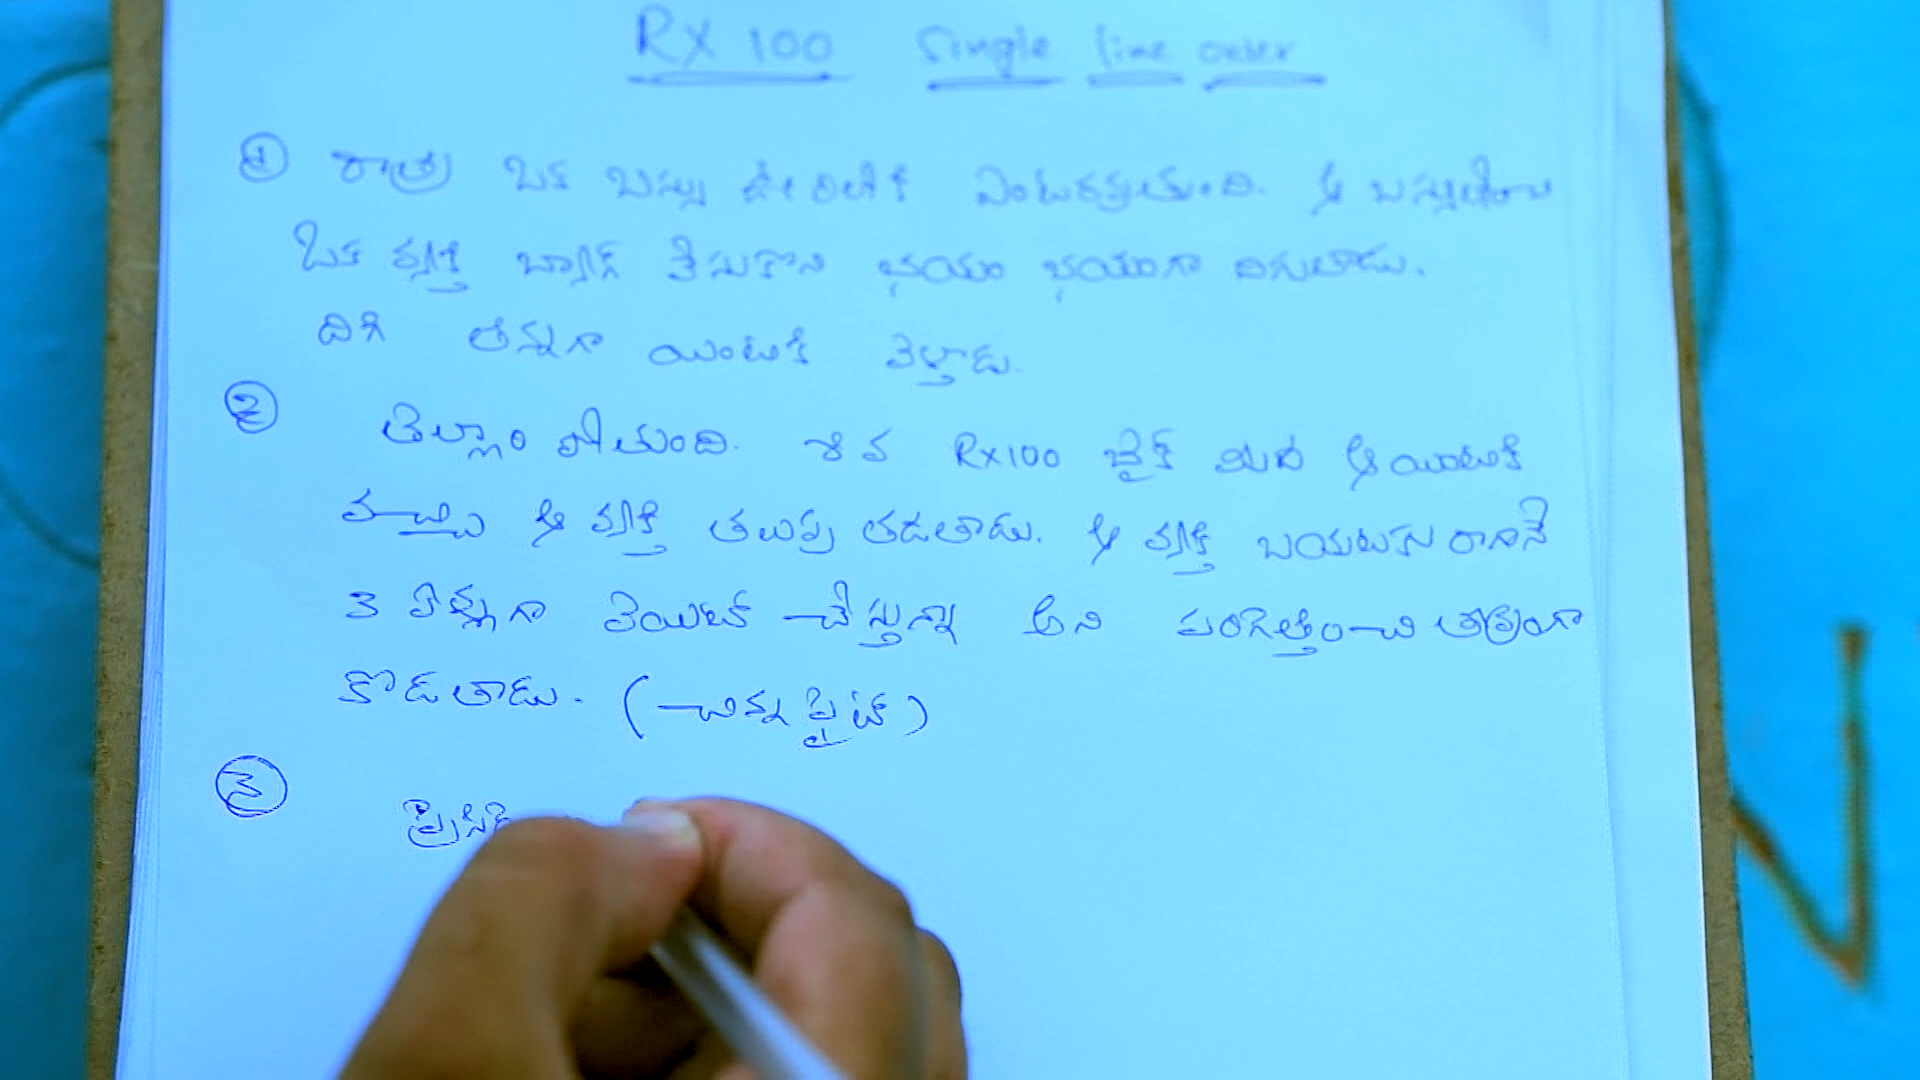 RX 100 Single line order
① రాత్రి ఒక బస్సు ఊరిలోకి ఎంటరవుతుంది. ఆ బస్సులోంచి
ఒక వ్యక్తి బ్యాగ్ వేసుకొని భయం భయంగా దిగుతాడు.
దిగి తిన్నగా యింటికి వెళ్తాడు.
② తెల్లారి పోతుంది. శివ RX100 బైక్ మీద ఆ యింటికి
వచ్చి ఆ వ్యక్తి తలుపు తడతాడు. ఆ వ్యక్తి బయటకు రాగానే
3 ఏళ్ళుగా వెయిట్ చేస్తున్నా అని పరిగెత్తించి తీవ్రంగా
కొడతాడు. (చిన్న ఫైట్)
③